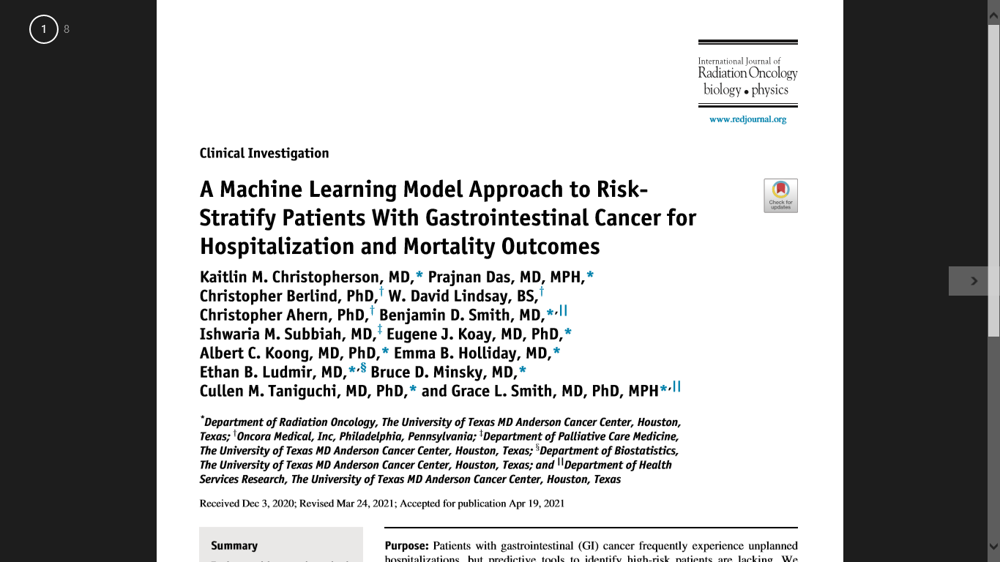 1 8
International Journal of
Radiation Oncology
biology • physics
www.redjournal.org
Clinical Investigation
A Machine Learning Model Approach to Risk-
Stratify Patients With Gastrointestinal Cancer for
Hospitalization and Mortality Outcomes
Check for
updates
Kaitlin M. Christopherson, MD,* Prajnan Das, MD, MPH,*
Christopher Berlind, PhD,† W. David Lindsay, BS,†
Christopher Ahern, PhD,† Benjamin D. Smith, MD,*,||
Ishwaria M. Subbiah, MD,‡ Eugene J. Koay, MD, PhD,*
Albert C. Koong, MD, PhD,* Emma B. Holliday, MD,*
Ethan B. Ludmir, MD,*,§ Bruce D. Minsky, MD,*
Cullen M. Taniguchi, MD, PhD,* and Grace L. Smith, MD, PhD, MPH*,||
*Department of Radiation Oncology, The University of Texas MD Anderson Cancer Center, Houston,
Texas; †Oncora Medical, Inc, Philadelphia, Pennsylvania; ‡Department of Palliative Care Medicine,
The University of Texas MD Anderson Cancer Center, Houston, Texas; §Department of Biostatistics,
The University of Texas MD Anderson Cancer Center, Houston, Texas; and ||Department of Health
Services Research, The University of Texas MD Anderson Cancer Center, Houston, Texas
Received Dec 3, 2020; Revised Mar 24, 2021; Accepted for publication Apr 19, 2021
Summary
Purpose: Patients with gastrointestinal (GI) cancer frequently experience unplanned
hospitalizations, but predictive tools to identify high-risk patients are lacking. We